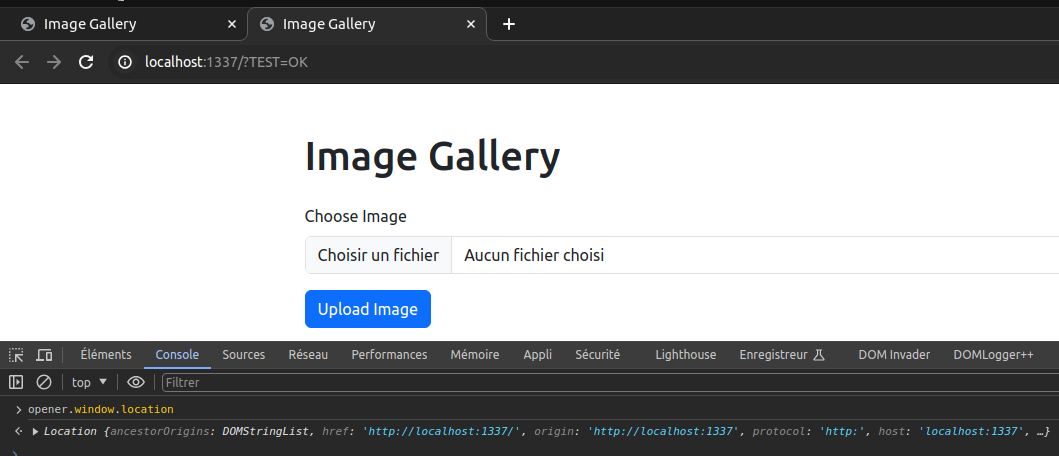 Image Gallery
Image Gallery
localhost:1337/?TEST=OK
Image Gallery
Choose Image
Choisir un fichier Aucun fichier choisi
Upload Image
Éléments Console Sources Réseau Performances Mémoire Appli Sécurité Lighthouse Enregistreur DOM Invader DOMLogger++
top Filtrer
opener.window.location
Location {ancestorOrigins: DOMStringList, href: 'http://localhost:1337/', origin: 'http://localhost:1337', protocol: 'http:', host: 'localhost:1337', …}